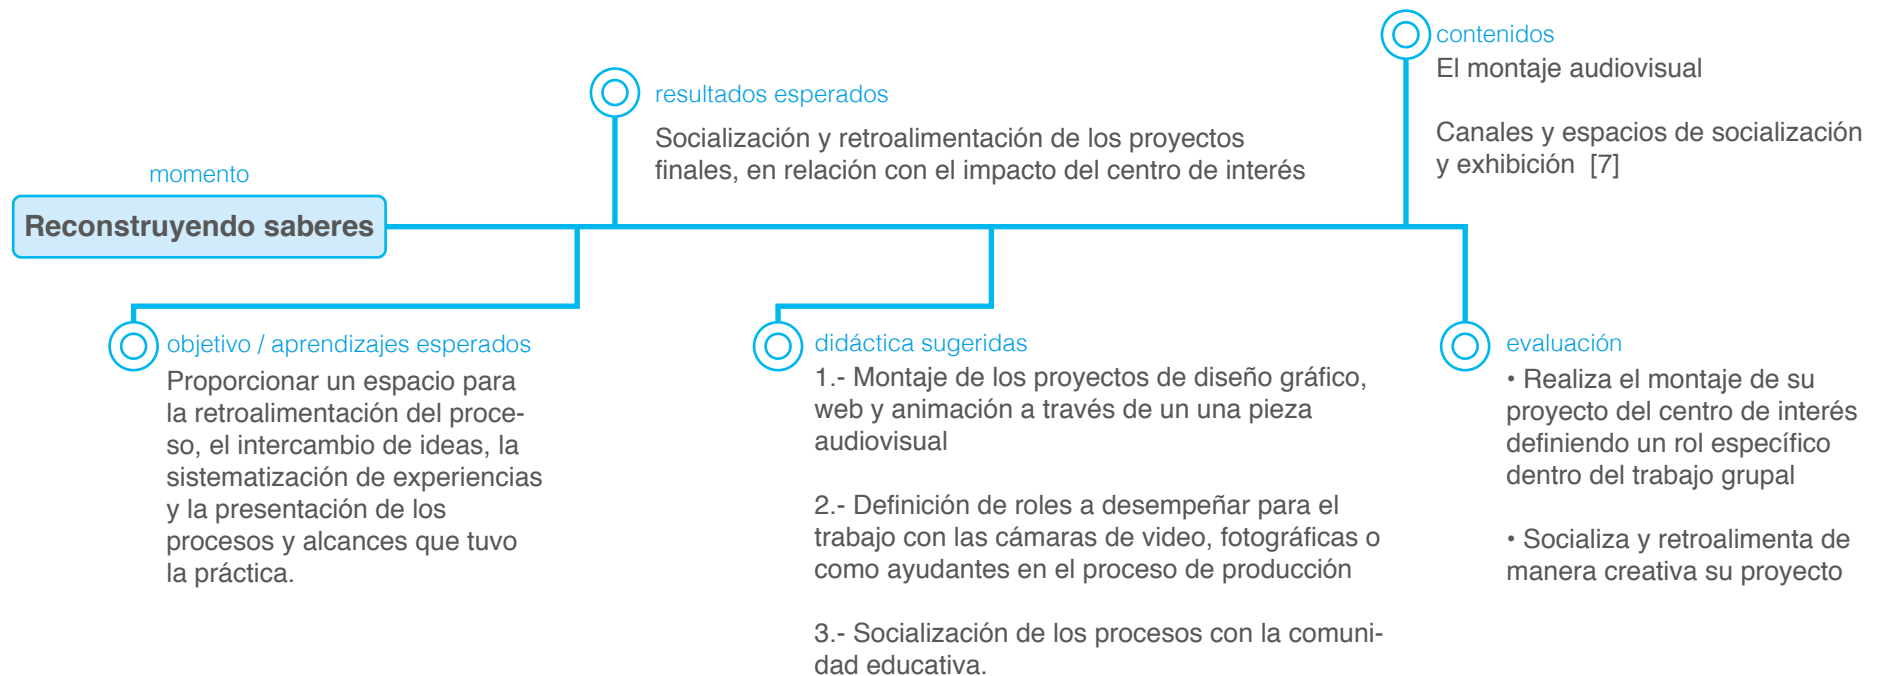 momento
Reconstruyendo saberes
resultados esperados
Socialización y retroalimentación de los proyectos
finales, en relación con el impacto del centro de interés
contenidos
El montaje audiovisual
Canales y espacios de socialización
y exhibición  [7]
objetivo / aprendizajes esperados
Proporcionar un espacio para
la retroalimentación del proce-
so, el intercambio de ideas, la
sistematización de experiencias
y la presentación de los
procesos y alcances que tuvo
la práctica.
didáctica sugeridas
1.- Montaje de los proyectos de diseño gráfico,
web y animación a través de un una pieza
audiovisual
2.- Definición de roles a desempeñar para el
trabajo con las cámaras de video, fotográficas o
como ayudantes en el proceso de producción
3.- Socialización de los procesos con la comuni-
dad educativa.
evaluación
• Realiza el montaje de su
proyecto del centro de interés
definiendo un rol específico
dentro del trabajo grupal
• Socializa y retroalimenta de
manera creativa su proyecto